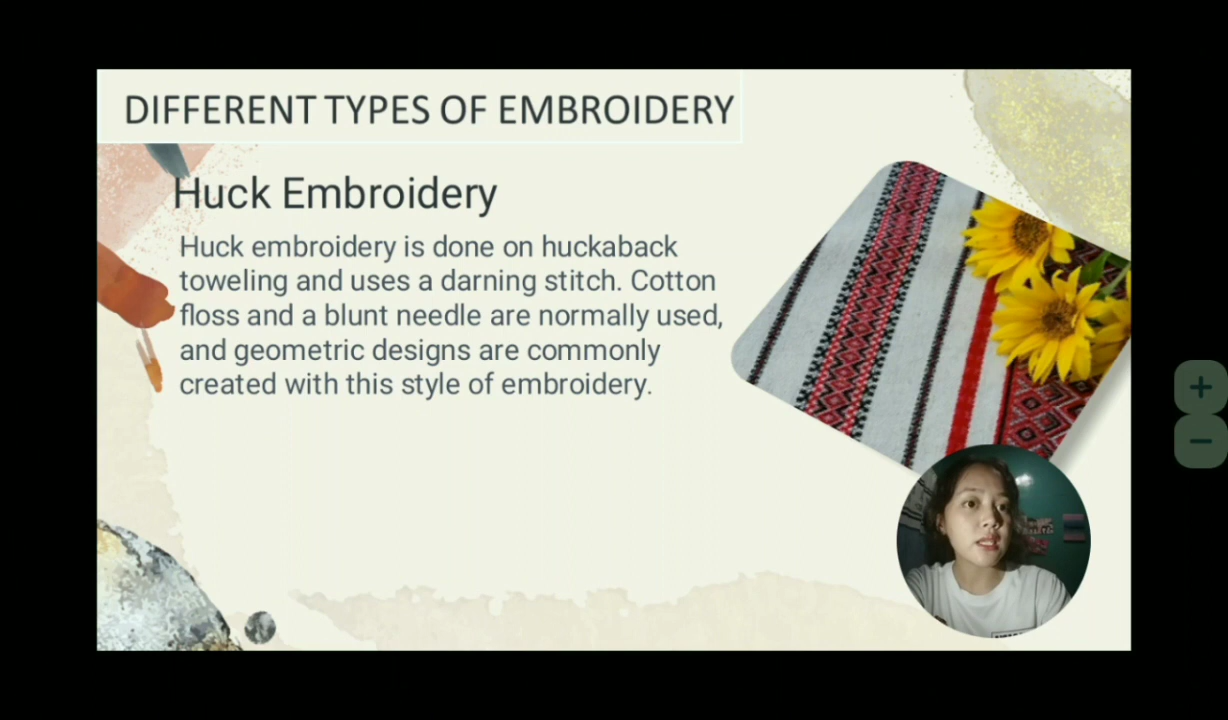 DIFFERENT TYPES OF EMBROIDERY
Huck Embroidery
Huck embroidery is done on huckaback
toweling and uses a darning stitch. Cotton
floss and a blunt needle are normally used,
and geometric designs are commonly
created with this style of embroidery.